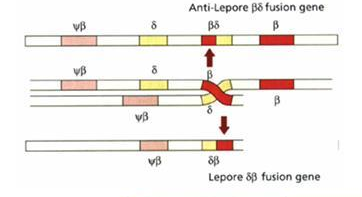 Anti-Lepore βδ fusion gene
ψβ δ βδ β
ψβ δ β
ψβ δ β
ψβ δβ
Lepore δβ fusion gene